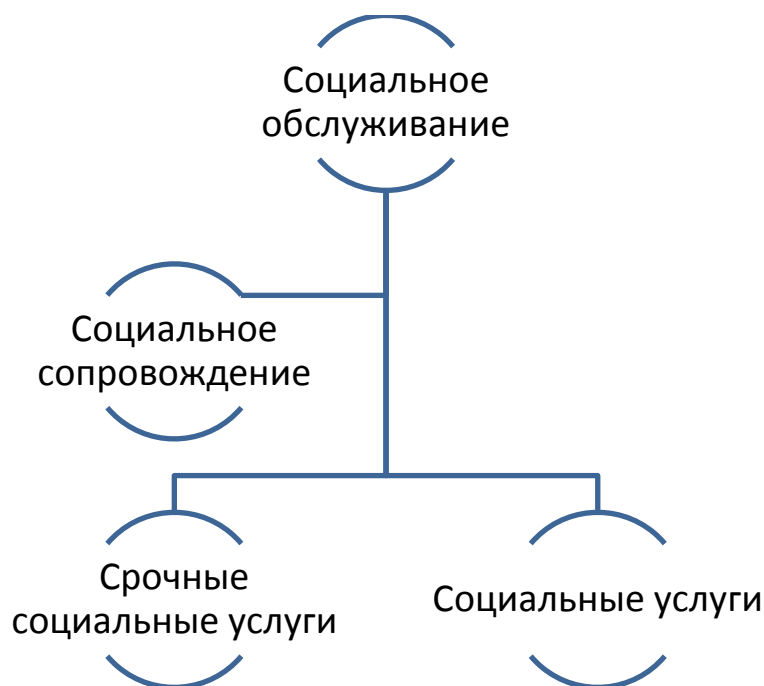 Социальное
обслуживание
Социальное
сопровождение
Срочные
социальные услуги
Социальные услуги